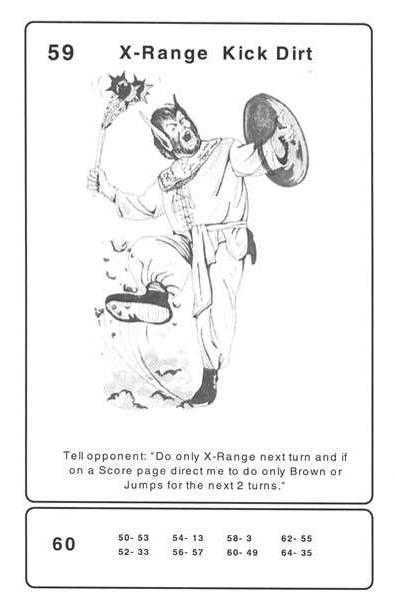 59 X-Range Kick Dirt
Tell opponent: "Do only X-Range next turn and if
on a Score page direct me to do only Brown or
Jumps for the next 2 turns."
60
50- 53 54- 13 58- 3 62- 55
52- 33 56- 57 60- 49 64- 35